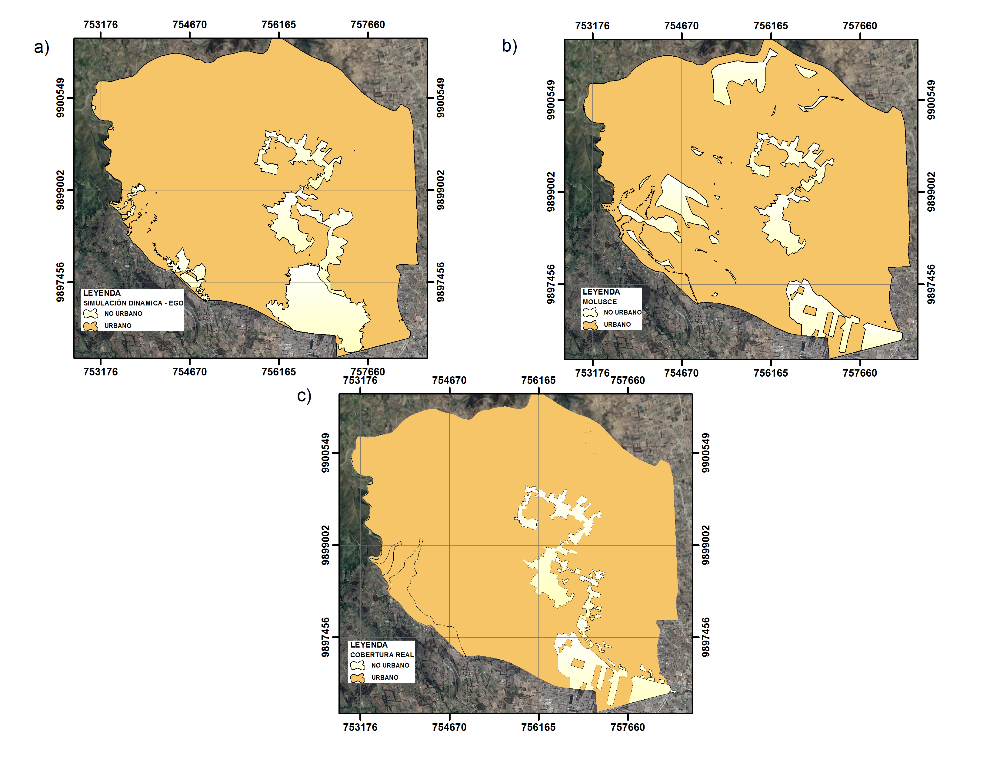 a)
753176 754670 756165 757660
9900549 9900549
9899002 9899002
9897456 9897456
LEYENDA
SIMULACIÓN DINAMICA - EGO
NO URBANO
URBANO
753176 754670 756165 757660
b)
753176 754670 756165 757660
9900549 9900549
9899002 9899002
9897456 9897456
LEYENDA
MOLUSCE
NO URBANO
URBANO
753176 754670 756165 757660
c)
753176 754670 756165 757660
9900549 9900549
9899002 9899002
9897456 9897456
LEYENDA
COBERTURA REAL
NO URBANO
URBANO
753176 754670 756165 757660